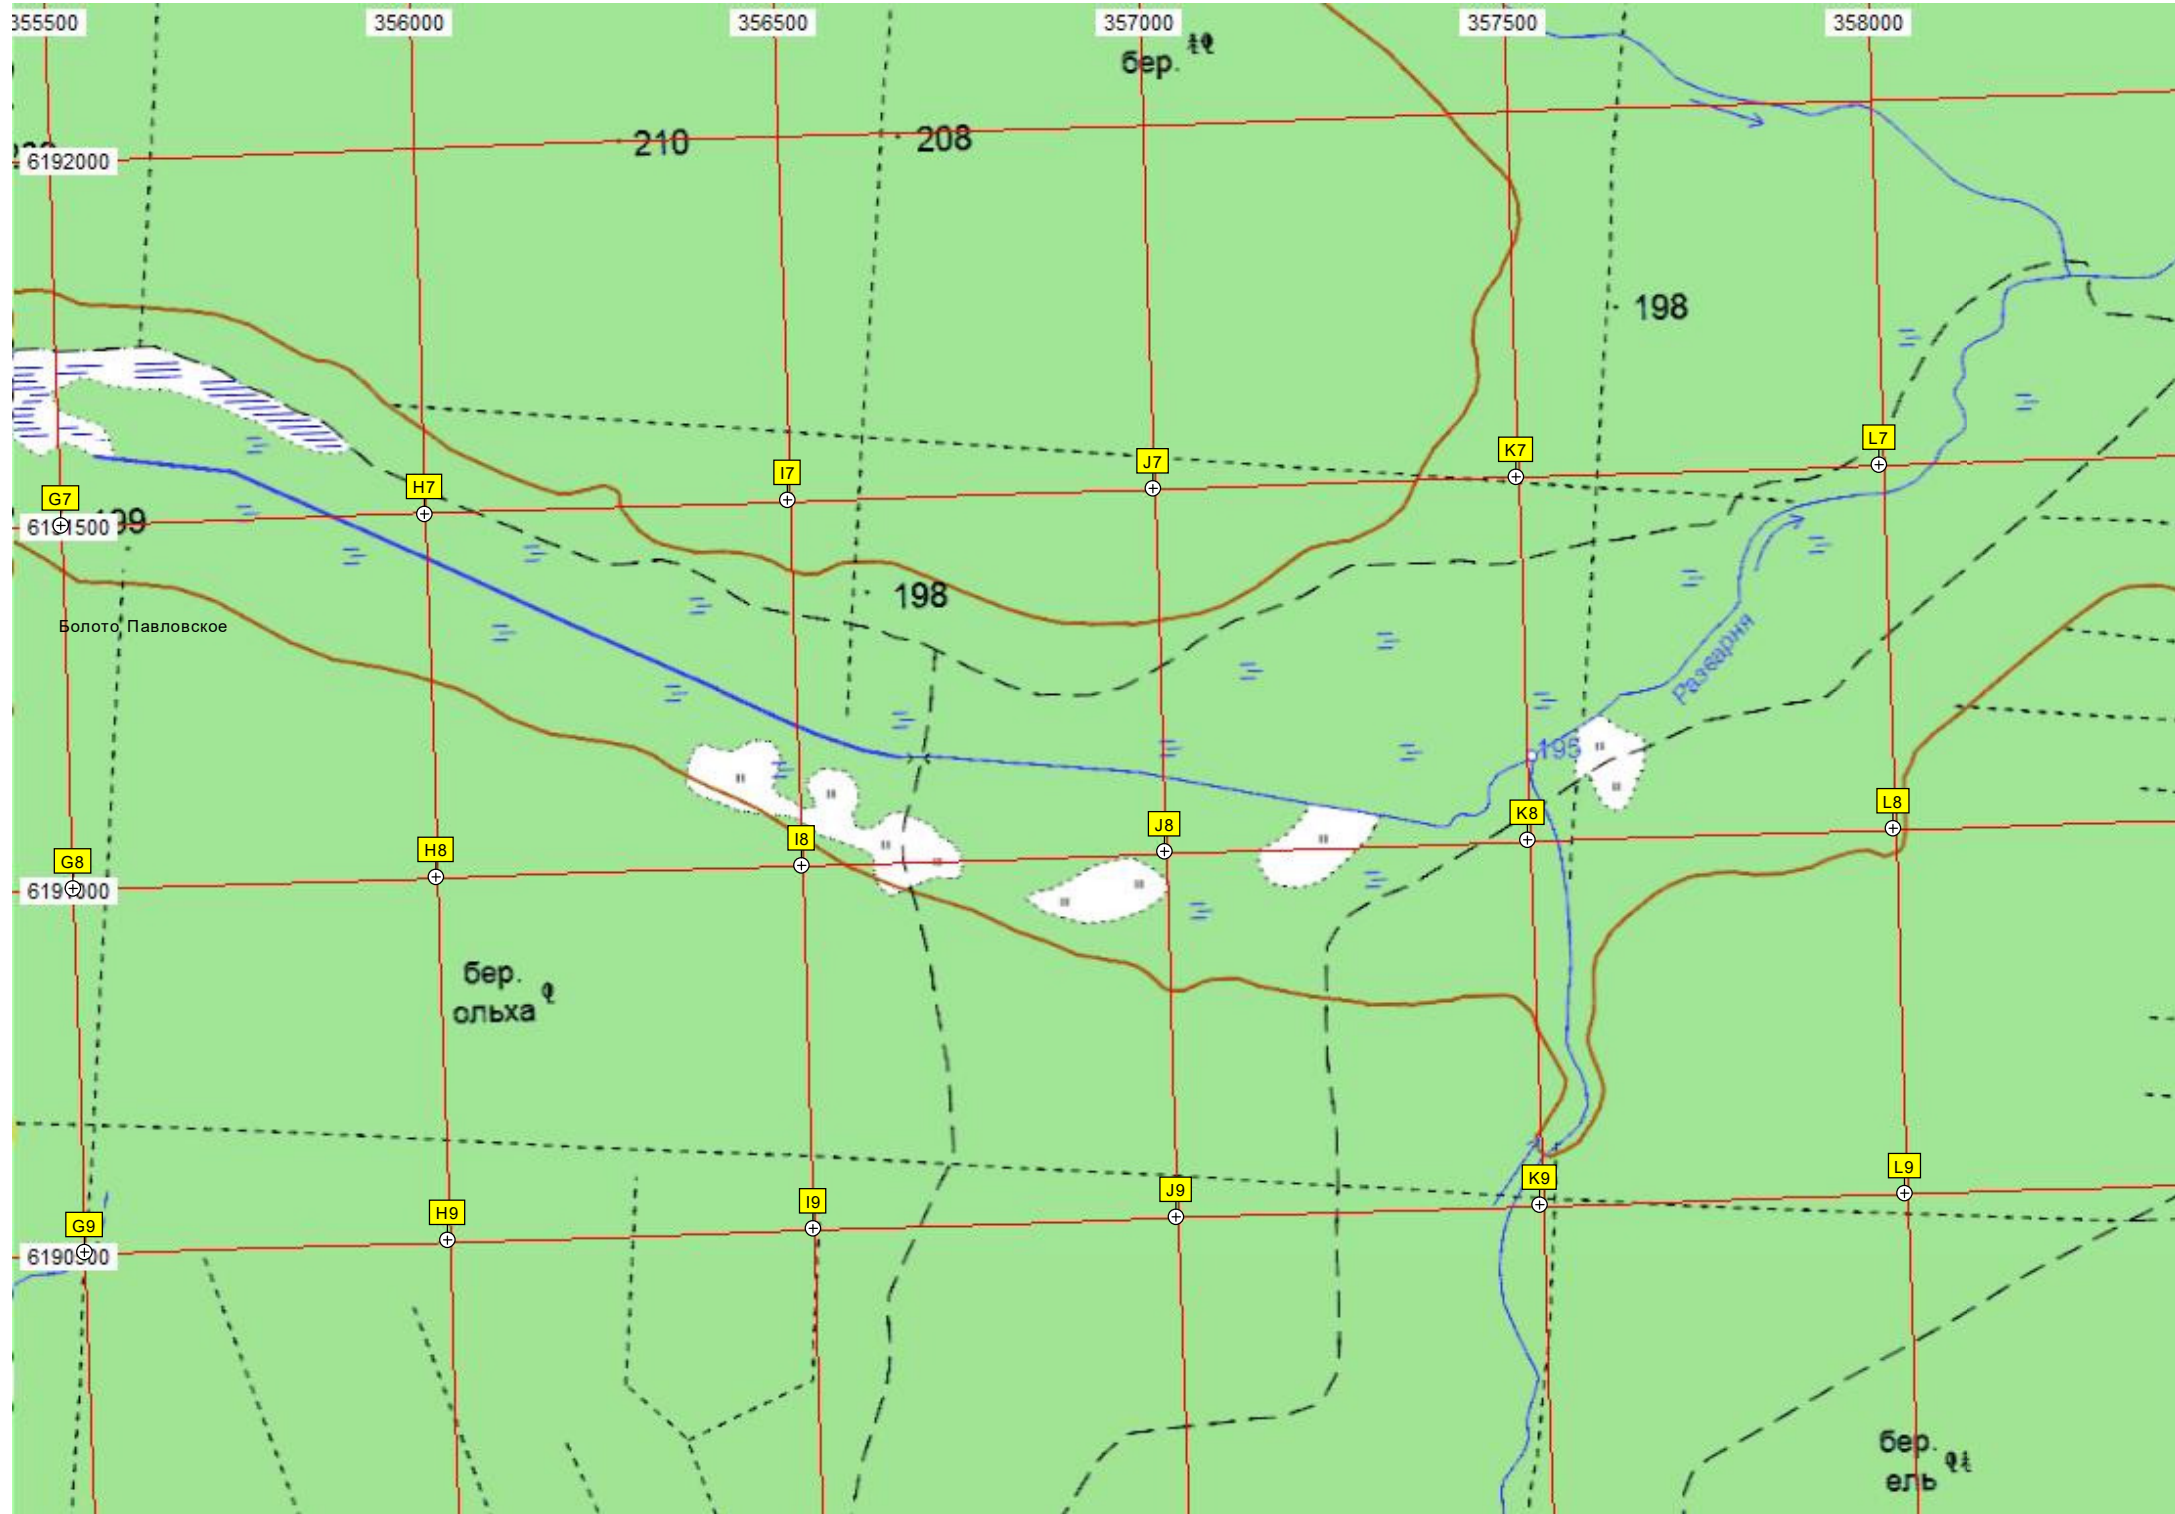 355500 356000 356500 357000 357500 358000
бер.
210 208
6192000
198
L7
K7
J7
I7
H7
G7
6191500
198
Болото Павловское
Разварня
195
L8
K8
J8
I8
H8
G8
бер.
ольха
L9
K9
J9
I9
H9
G9
бер.
ель